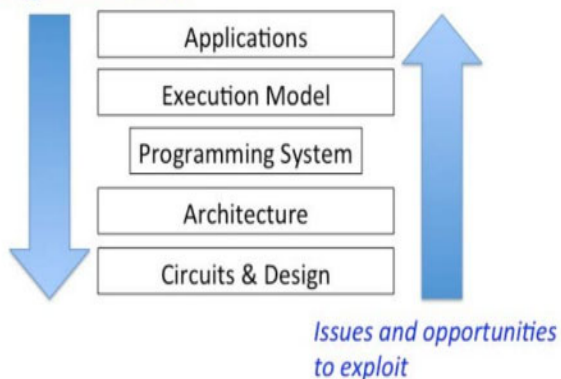 Applications
Execution Model
Programming System
Architecture
Circuits & Design
Issues and opportunities
to exploit